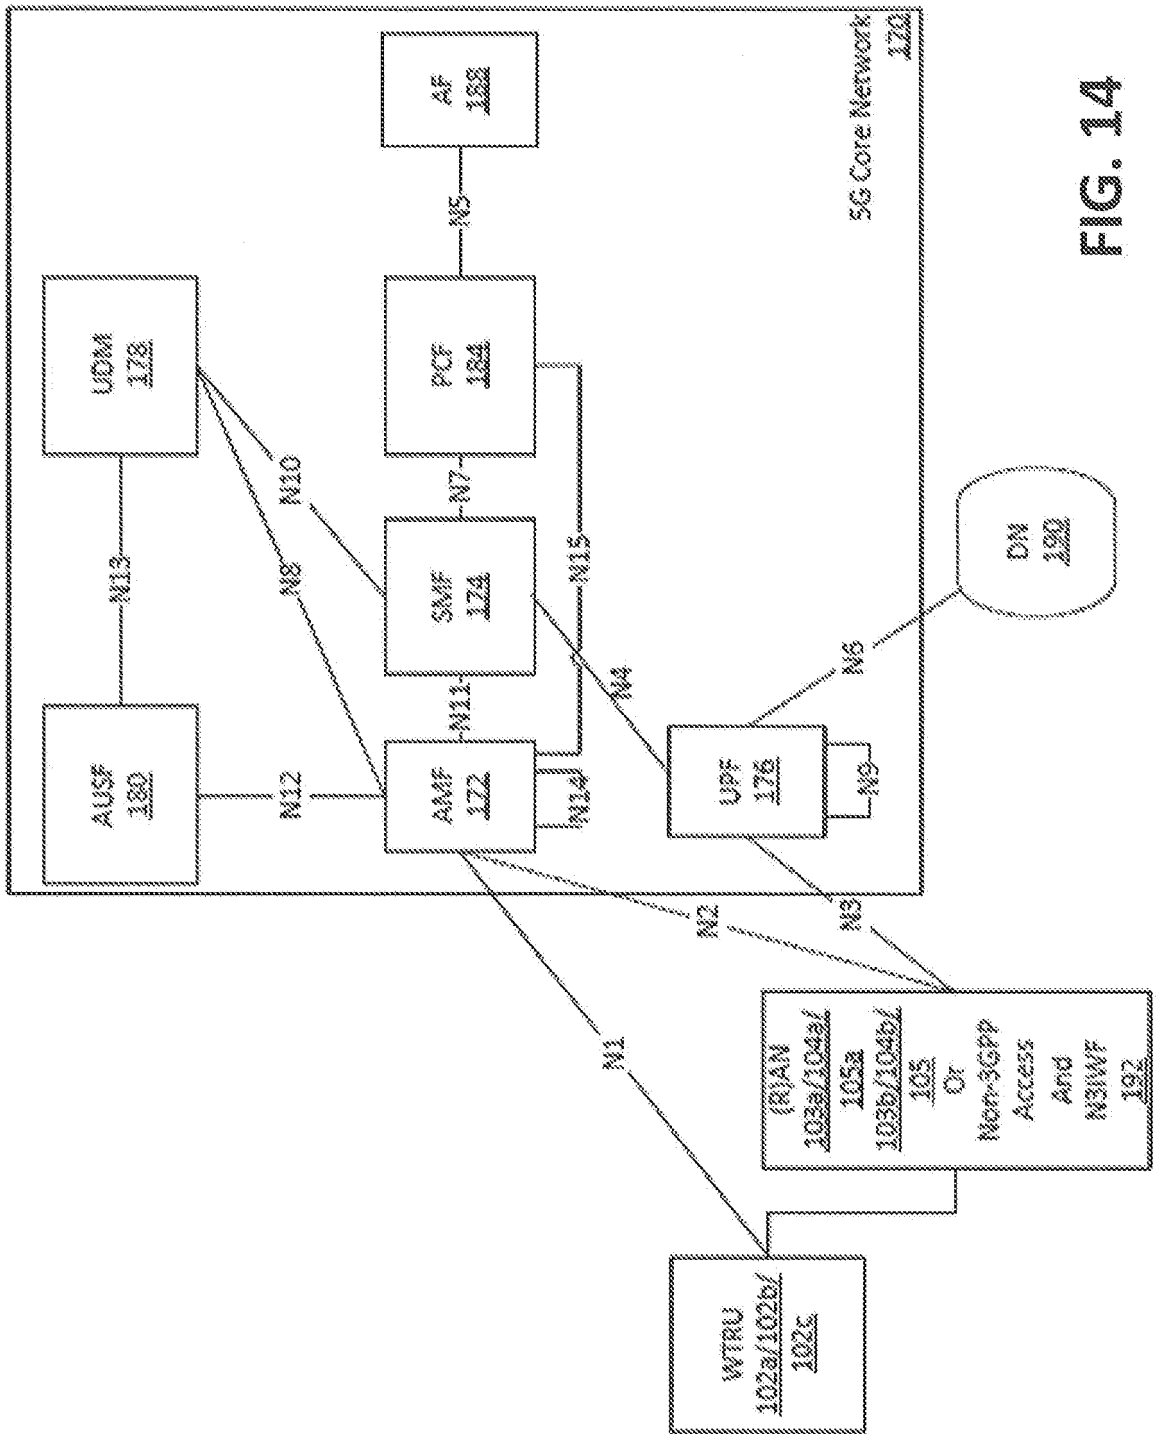 AUSF
180
N13
UDM
178
N12
N8
N10
AMF
172
N11
SMF
174
N7
PCF
184
N5
AF
188
N14
N15
N4
N1
N2
UPF
176
N9
N3
N6
WTRU
102a/102b/
102c
(R)AN
103a/104a/
105a
103b/104b/
105
Or
Non-3GPP
Access
And
N3IWF
192
DN
190
5G Core Network
170
FIG. 14